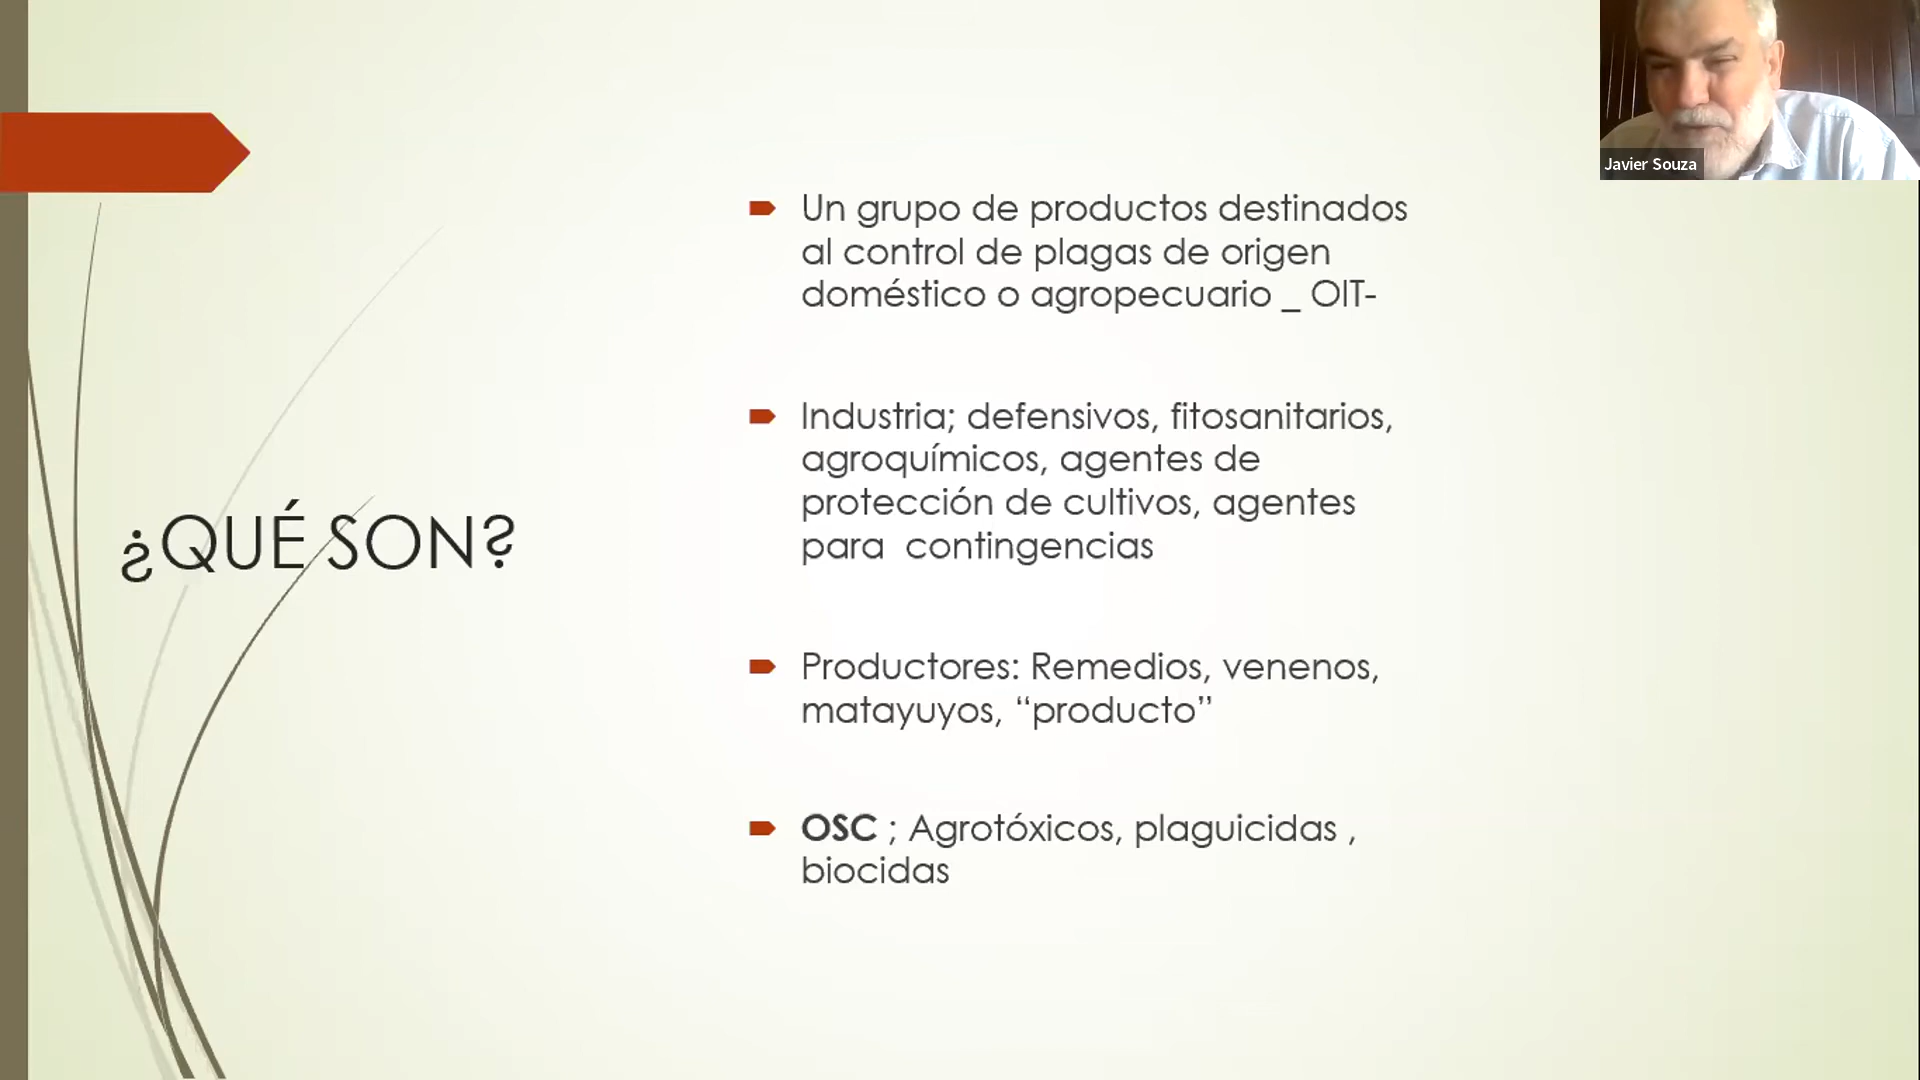 Javier Souza
¿QUÉ SON?
Un grupo de productos destinados
al control de plagas de origen
doméstico o agropecuario _ OIT-
Industria; defensivos, fitosanitarios,
agroquímicos, agentes de
protección de cultivos, agentes
para  contingencias
Productores: Remedios, venenos,
matayuyos, “producto”
OSC ; Agrotóxicos, plaguicidas ,
biocidas